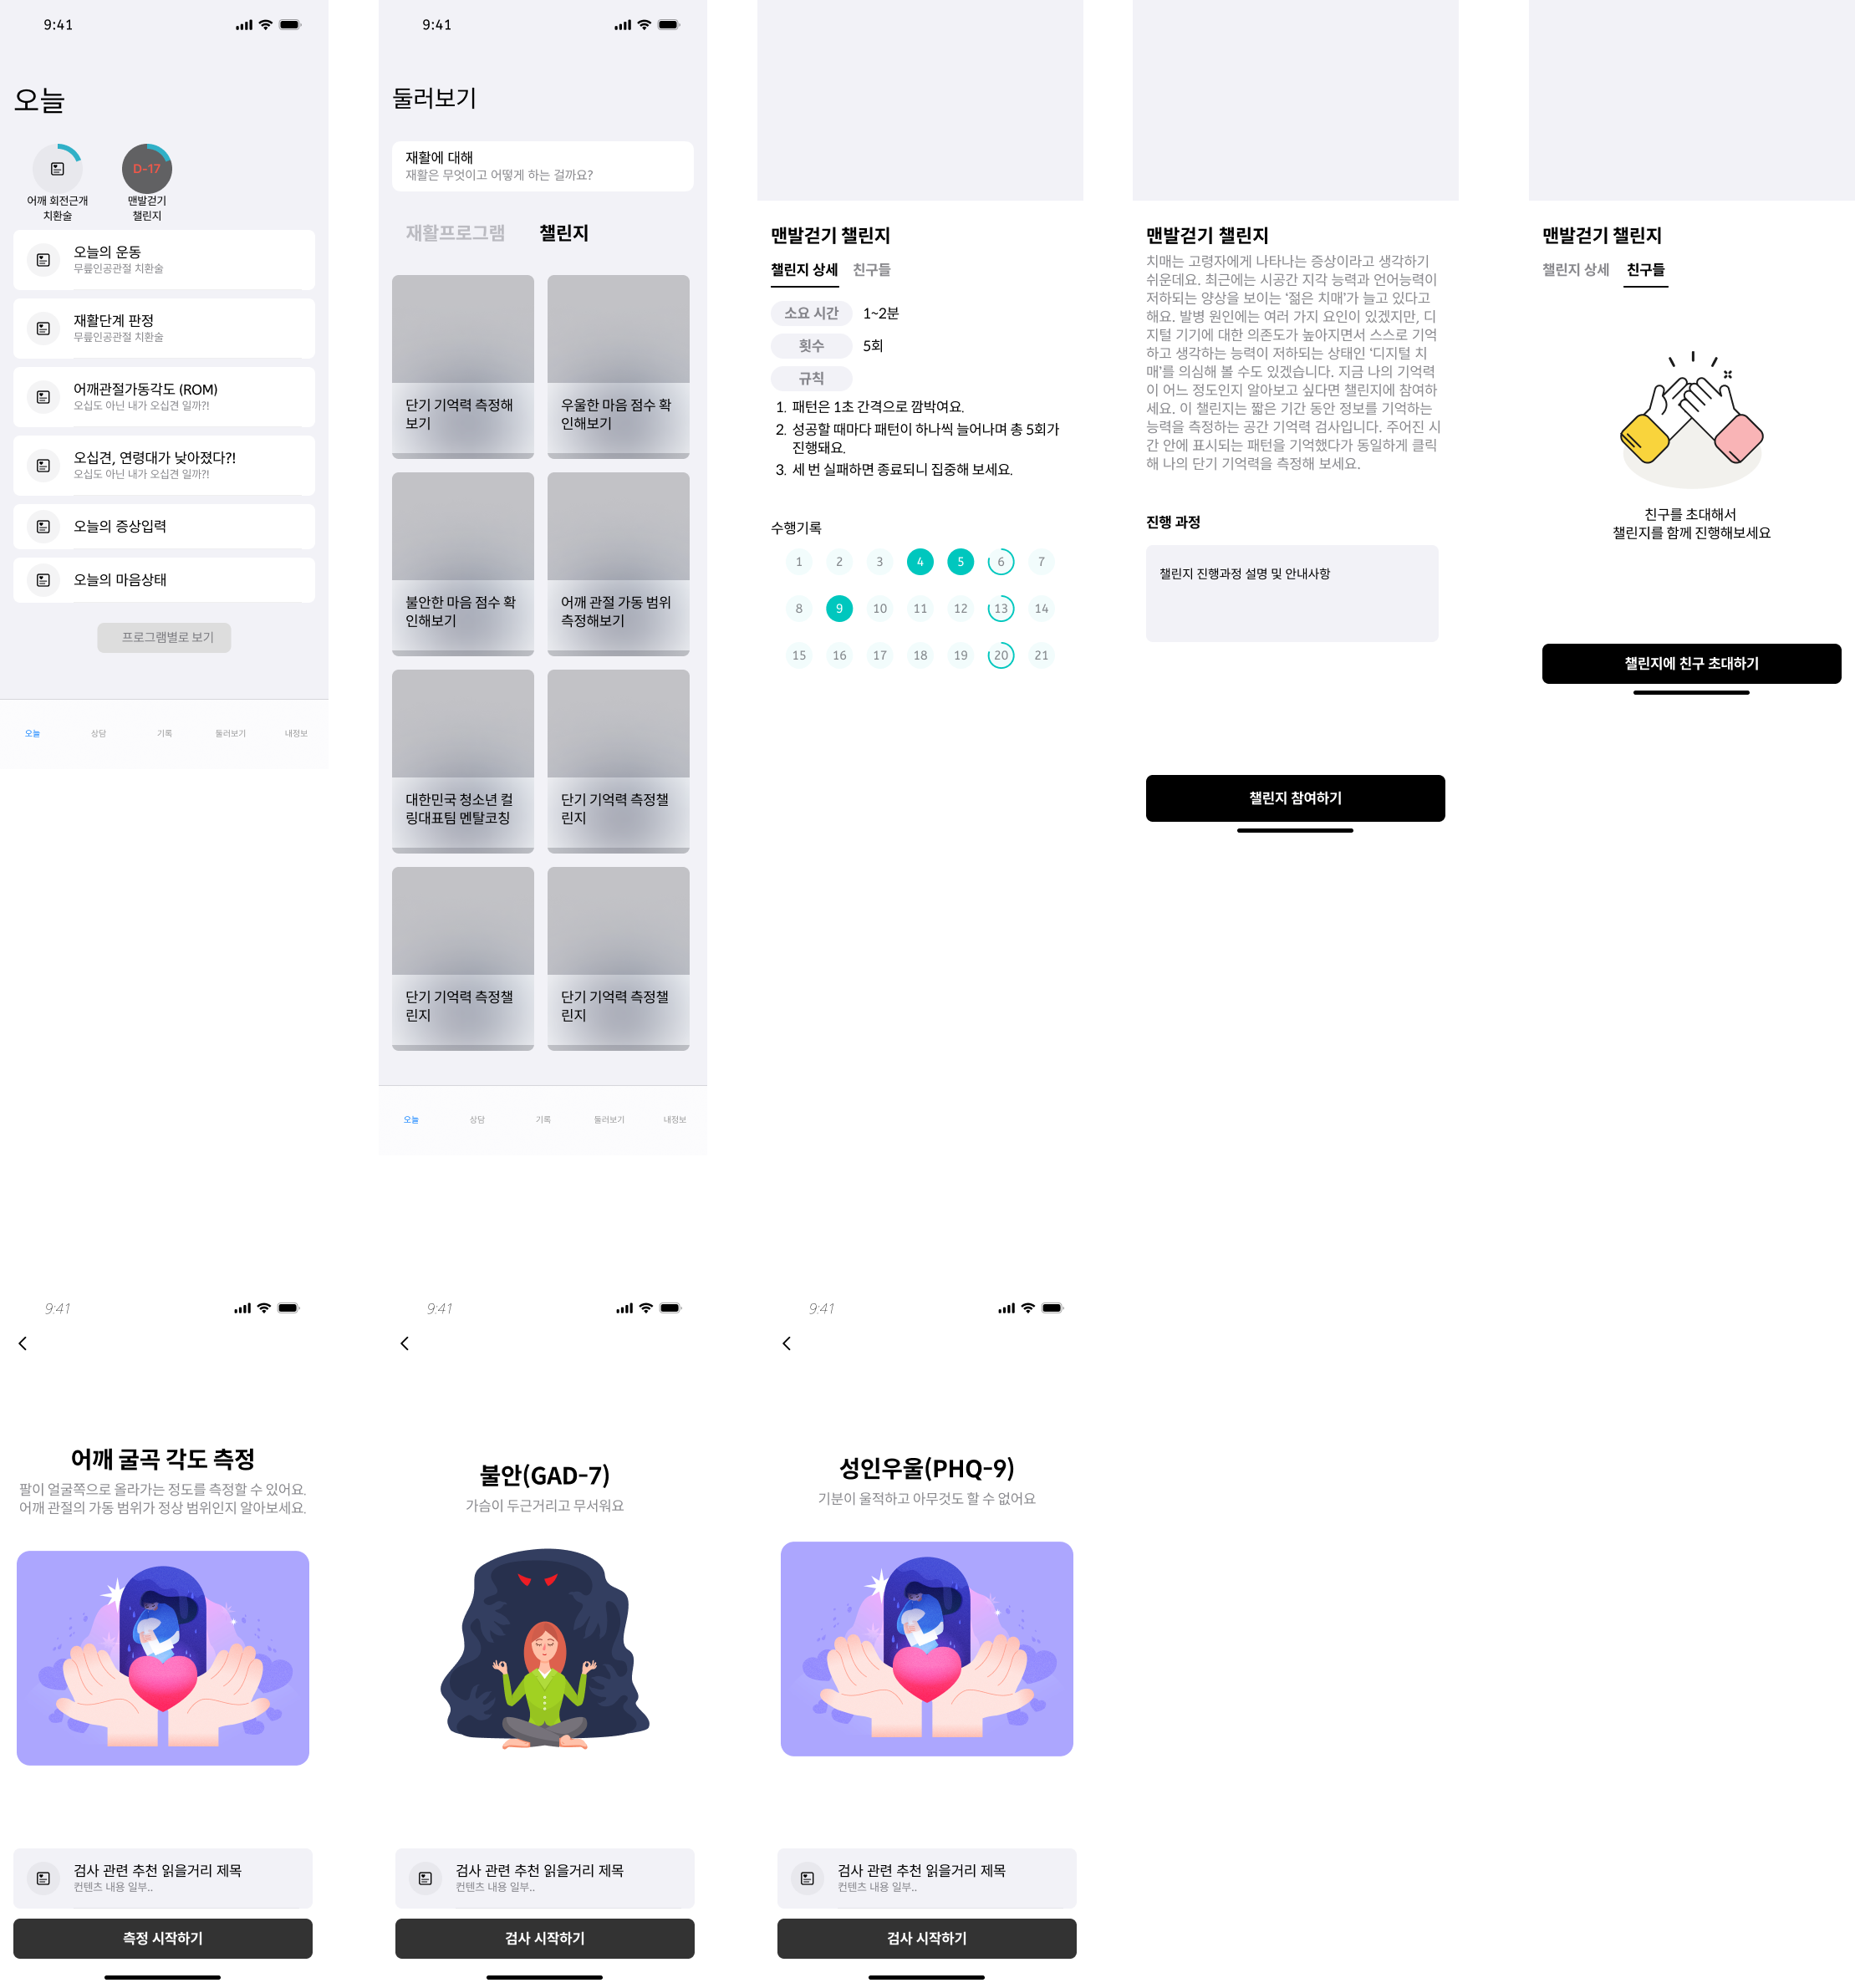 9:41
오늘
D-17
어깨 회전근개
치환술
맨발걷기
챌린지
오늘의 운동
무릎인공관절 치환술
재활단계 판정
무릎인공관절 치환술
어깨관절가동각도 (ROM)
오십도 아닌 내가 오십견 일까?!
오십견, 연령대가 낮아졌다?!
오십도 아닌 내가 오십견 일까?!
오늘의 증상입력
오늘의 마음상태
프로그램별로 보기
오늘 상담 기록 둘러보기 내정보
9:41
둘러보기
재활에 대해
재활은 무엇이고 어떻게 하는 걸까요?
재활프로그램 챌린지
단기 기억력 측정해
보기
우울한 마음 점수 확
인해보기
불안한 마음 점수 확
인해보기
어깨 관절 가동 범위
측정해보기
대한민국 청소년 컬
링대표팀 멘탈코칭
단기 기억력 측정챌
린지
단기 기억력 측정챌
린지
단기 기억력 측정챌
린지
오늘 상담 기록 둘러보기 내정보
맨발걷기 챌린지
챌린지 상세 친구들
소요 시간 1~2분
횟수 5회
규칙
1. 패턴은 1초 간격으로 깜박여요.
2. 성공할 때마다 패턴이 하나씩 늘어나며 총 5회가
진행돼요.
3. 세 번 실패하면 종료되니 집중해 보세요.
수행기록
1 2 3 4 5 6 7
8 9 10 11 12 13 14
15 16 17 18 19 20 21
맨발걷기 챌린지
치매는 고령자에게 나타나는 증상이라고 생각하기
쉬운데요. 최근에는 시공간 지각 능력과 언어능력이
저하되는 양상을 보이는 ‘젊은 치매’가 늘고 있다고
해요. 발병 원인에는 여러 가지 요인이 있겠지만, 디
지털 기기에 대한 의존도가 높아지면서 스스로 기억
하고 생각하는 능력이 저하되는 상태인 ‘디지털 치
매’를 의심해 볼 수도 있겠습니다. 지금 나의 기억력
이 어느 정도인지 알아보고 싶다면 챌린지에 참여하
세요. 이 챌린지는 짧은 기간 동안 정보를 기억하는
능력을 측정하는 공간 기억력 검사입니다. 주어진 시
간 안에 표시되는 패턴을 기억했다가 동일하게 클릭
해 나의 단기 기억력을 측정해 보세요.
진행 과정
챌린지 진행과정 설명 및 안내사항
챌린지 참여하기
맨발걷기 챌린지
챌린지 상세 친구들
친구를 초대해서
챌린지를 함께 진행해보세요
챌린지에 친구 초대하기
9:41
어깨 굴곡 각도 측정
팔이 얼굴쪽으로 올라가는 정도를 측정할 수 있어요.
어깨 관절의 가동 범위가 정상 범위인지 알아보세요.
검사 관련 추천 읽을거리 제목
컨텐츠 내용 일부..
측정 시작하기
9:41
불안(GAD-7)
가슴이 두근거리고 무서워요
검사 관련 추천 읽을거리 제목
컨텐츠 내용 일부..
검사 시작하기
9:41
성인우울(PHQ-9)
기분이 울적하고 아무것도 할 수 없어요
검사 관련 추천 읽을거리 제목
컨텐츠 내용 일부..
검사 시작하기